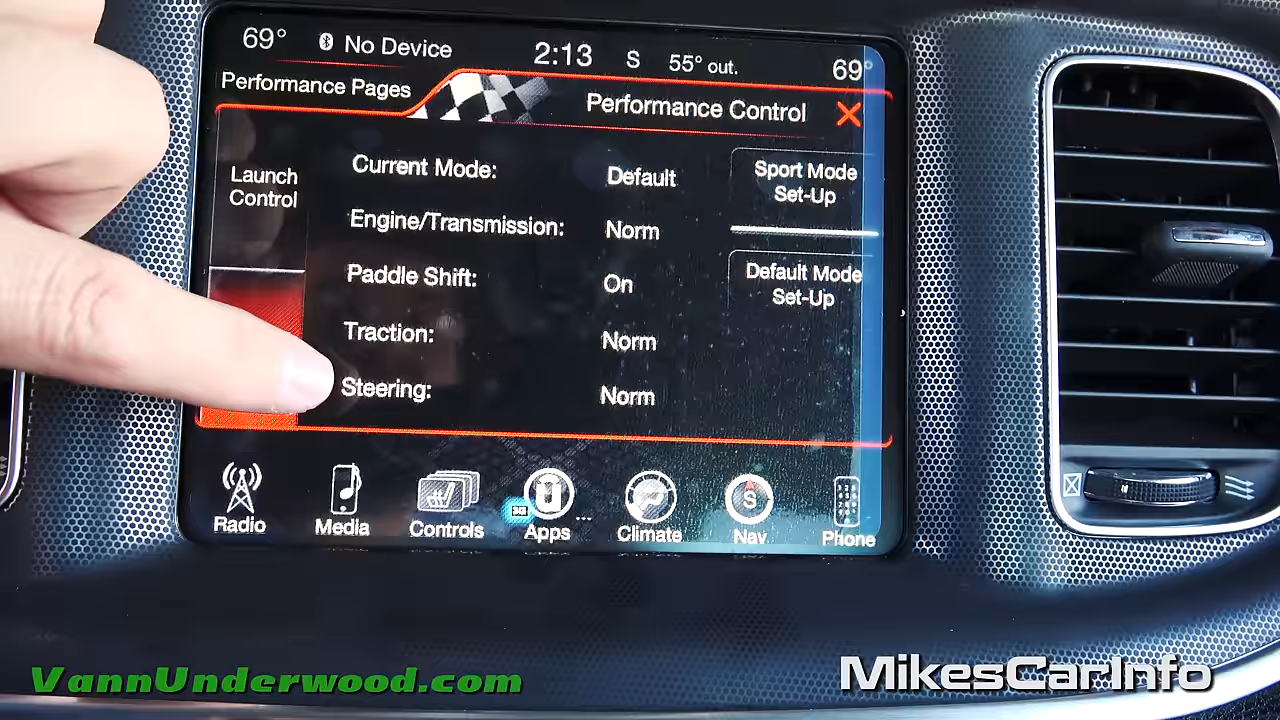 69° No Device 2:13 S 55° out. 69°
Performance Pages
Performance Control
Launch
Control
Current Mode: Default
Engine/Transmission: Norm
Paddle Shift: On
Traction: Norm
Steering: Norm
Sport Mode
Set-Up
Default Mode
Set-Up
Radio Media Controls Apps ... Climate S Nav Phone
VannUnderwood.com
MikesCarInfo